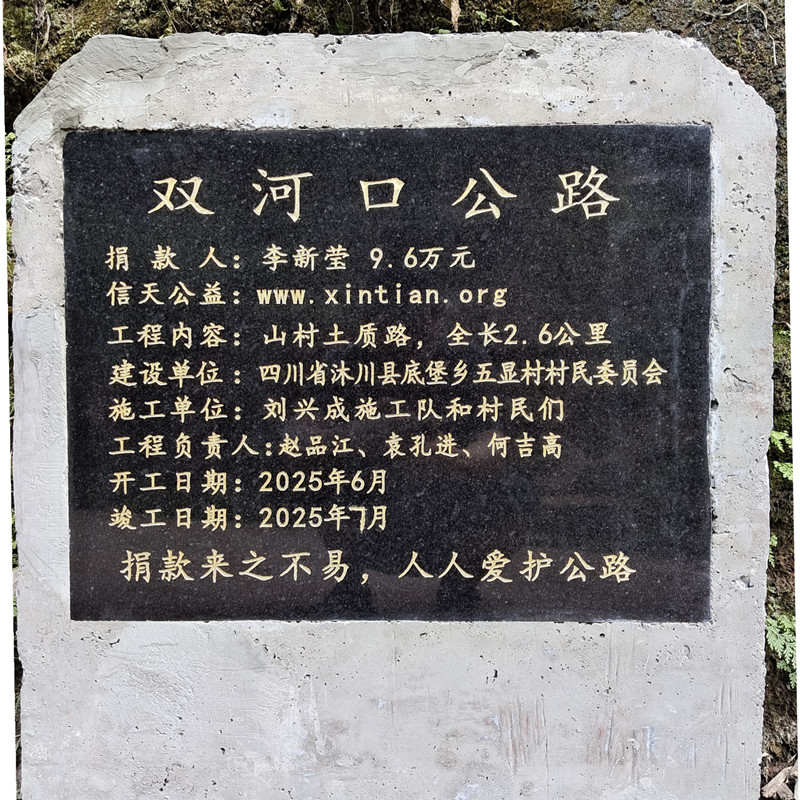 双河口公路
捐款人：李新莹 9.6万元
信天公益：www.xintian.org
工程内容：山村土质路，全长2.6公里
建设单位：四川省沐川县底堡乡五显村村民委员会
施工单位：刘兴成施工队和村民们
工程负责人：赵品江、袁孔进、何吉高
开工日期：2025年6月
竣工日期：2025年7月
捐款来之不易，人人爱护公路